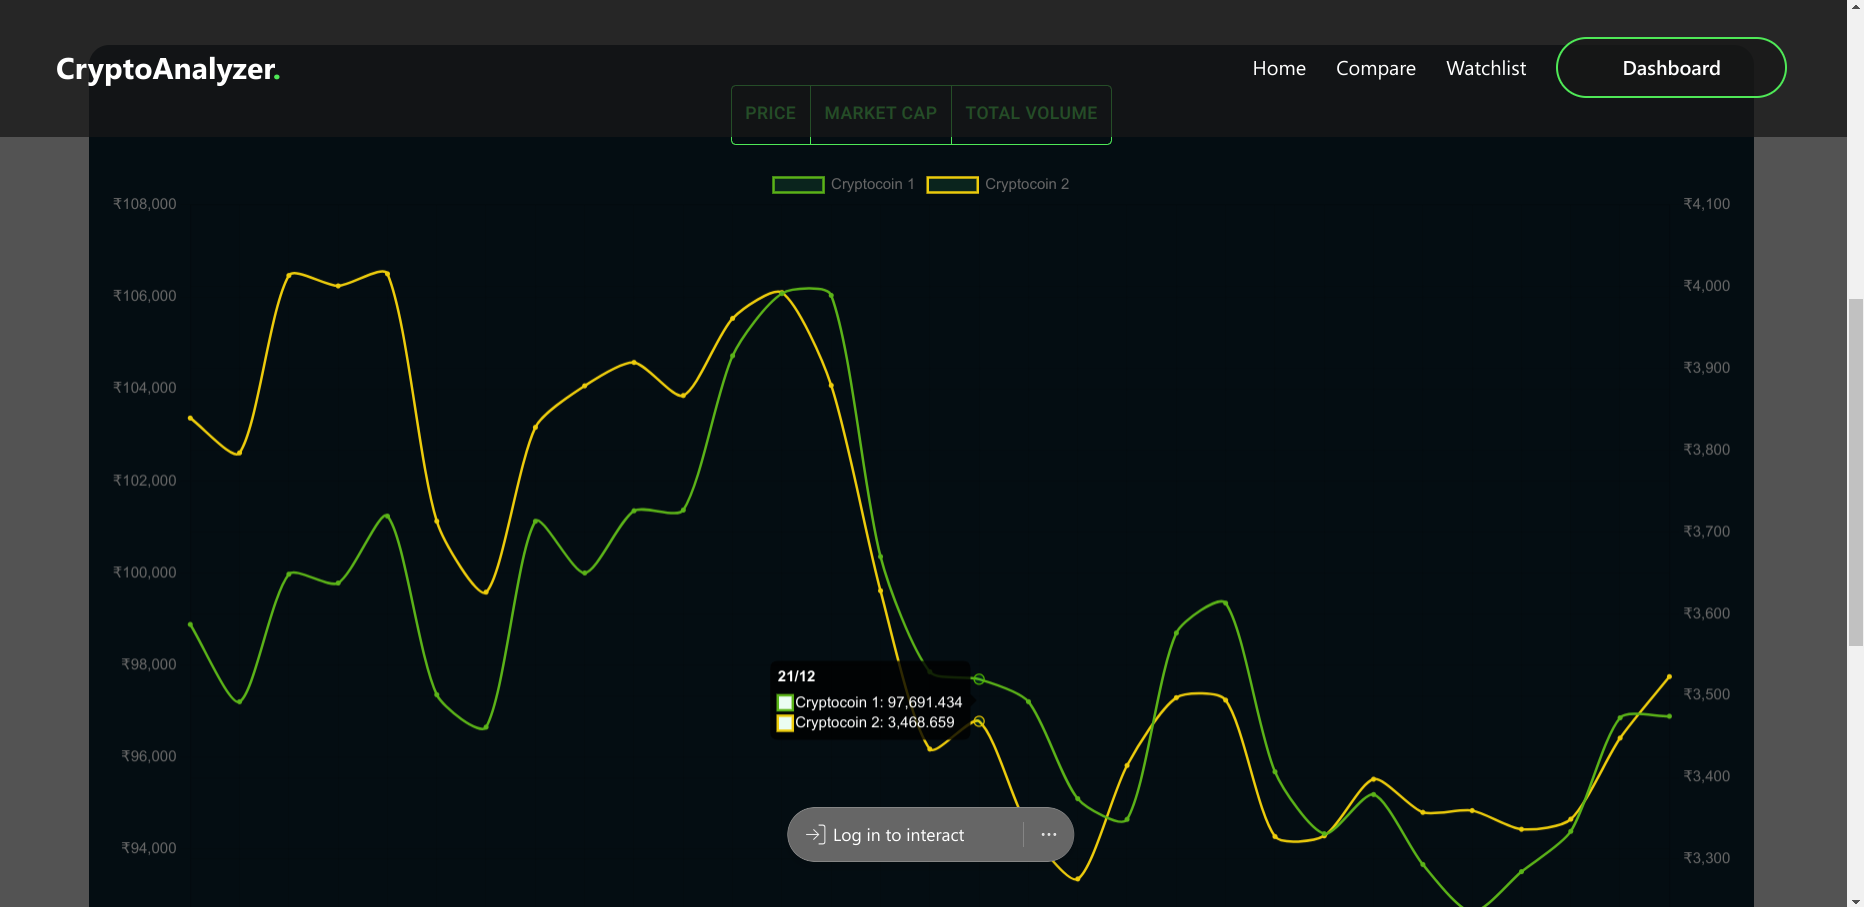 CryptoAnalyzer.
Home Compare Watchlist Dashboard
PRICE MARKET CAP TOTAL VOLUME
Cryptocoin 1 Cryptocoin 2
₹108,000
₹106,000
₹104,000
₹102,000
₹100,000
₹98,000
₹96,000
₹94,000
₹4,100
₹4,000
₹3,900
₹3,800
₹3,700
₹3,600
₹3,500
₹3,400
₹3,300
21/12
Cryptocoin 1: 97,691.434
Cryptocoin 2: 3,468.659
Log in to interact